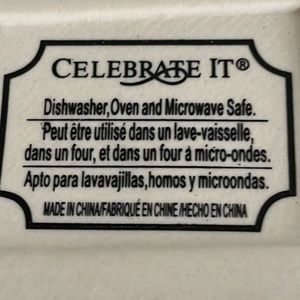 CELEBRATE IT®
Dishwasher,Oven and Microwave Safe.
Peut être utilisé dans un lave-vaisselle,
dans un four, et dans un four à micro-ondes.
Apto para lavavajillas,hornos y microondas.
MADE IN CHINA/FABRIQUÉ EN CHINE/HECHO EN CHINA